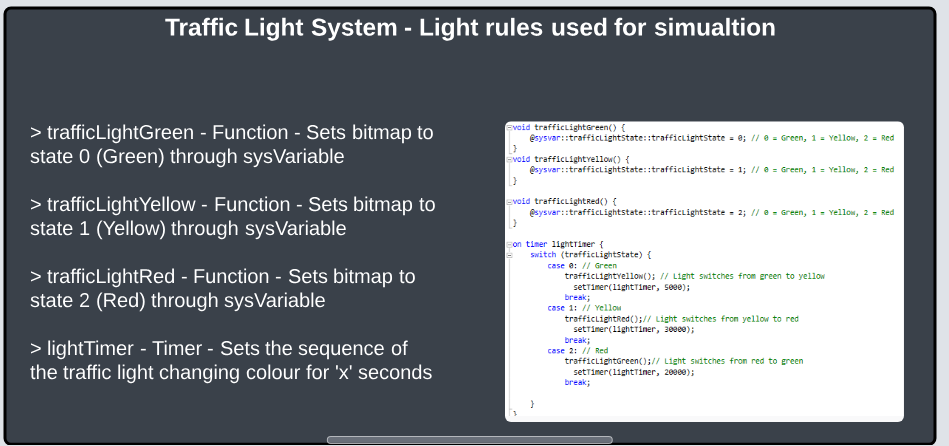 Traffic Light System - Light rules used for simualtion
> trafficLightGreen - Function - Sets bitmap to
state 0 (Green) through sysVariable
> trafficLightYellow - Function - Sets bitmap to
state 1 (Yellow) through sysVariable
> trafficLightRed - Function - Sets bitmap to
state 2 (Red) through sysVariable
> lightTimer - Timer - Sets the sequence of
the traffic light changing colour for 'x' seconds
void trafficLightGreen() {
@sysvar::trafficLightState::trafficLightState = 0; // 0 = Green, 1 = Yellow, 2 = Red
}
void trafficLightYellow() {
@sysvar::trafficLightState::trafficLightState = 1; // 0 = Green, 1 = Yellow, 2 = Red
}
void trafficLightRed() {
@sysvar::trafficLightState::trafficLightState = 2; // 0 = Green, 1 = Yellow, 2 = Red
}
on timer lightTimer {
switch (trafficLightState) {
case 0: // Green
trafficLightYellow(); // Light switches from green to yellow
setTimer(lightTimer, 5000);
break;
case 1: // Yellow
trafficLightRed();// Light switches from yellow to red
setTimer(lightTimer, 30000);
break;
case 2: // Red
trafficLightGreen();// Light switches from red to green
setTimer(lightTimer, 20000);
break;
}
}